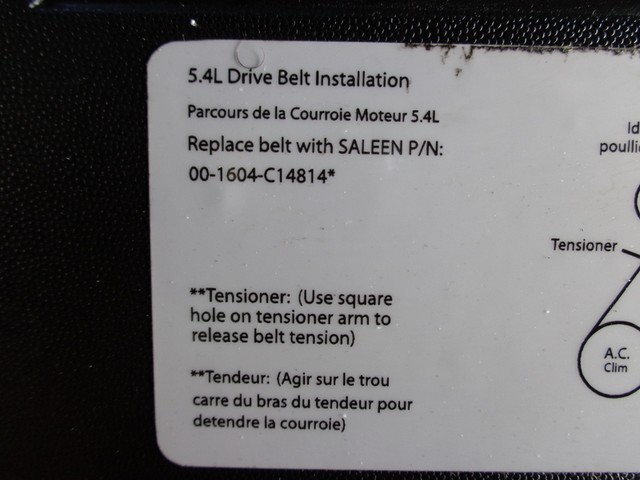 5.4L Drive Belt Installation
Parcours de la Courroie Moteur 5.4L
Replace belt with SALEEN P/N:
00-1604-C14814*
**Tensioner: (Use square
hole on tensioner arm to
release belt tension)
**Tendeur: (Agir sur le trou
carre du bras du tendeur pour
detendre la courroie)
Id
poulli
Tensioner
A.C.
Clim